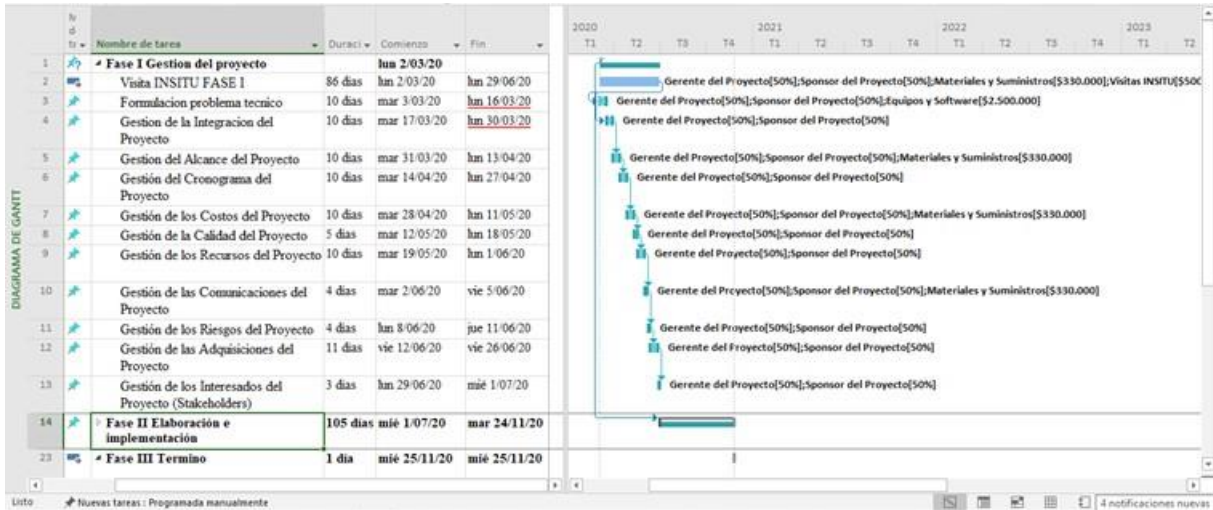 2020 2021 2022 2023
Nombre de tarea Duraci Comienzo Fin T1 T2 T3 T4 T1 T2 T3 T4 T1 T2 T3 T4 T1 T2
1 Fase I Gestion del proyecto lun 2/03/20
2 Visita INSITU FASE I 86 dias lun 2/03/20 lun 29/06/20 Gerente del Proyecto[50%];Sponsor del Proyecto[50%];Materiales y Suministros[$330.000];Visitas INSITU[$500
3 Formulacion problema tecnico 10 dias mar 3/03/20 lun 16/03/20 Gerente del Proyecto[50%];Sponsor del Proyecto[50%];Equipos y Software[$2.500.000]
4 Gestion de la Integracion del 10 dias mar 17/03/20 lun 30/03/20 Gerente del Proyecto[50%];Sponsor del Proyecto[50%]
Proyecto
5 Gestion del Alcance del Proyecto 10 dias mar 31/03/20 lun 13/04/20 Gerente del Proyecto[50%];Sponsor del Proyecto[50%];Materiales y Suministros[$330.000]
6 Gestión del Cronograma del 10 dias mar 14/04/20 lun 27/04/20 Gerente del Proyecto[50%];Sponsor del Proyecto[50%]
Proyecto
7 Gestión de los Costos del Proyecto 10 dias mar 28/04/20 lun 11/05/20 Gerente del Proyecto[50%];Sponsor del Proyecto[50%];Materiales y Suministros[$330.000]
8 Gestión de la Calidad del Proyecto 5 dias mar 12/05/20 lun 18/05/20 Gerente del Proyecto[50%];Sponsor del Proyecto[50%]
9 Gestión de los Recursos del Proyecto 10 dias mar 19/05/20 lun 1/06/20 Gerente del Proyecto[50%];Sponsor del Proyecto[50%]
10 Gestión de las Comunicaciones del 4 dias mar 2/06/20 vie 5/06/20 Gerente del Proyecto[50%];Sponsor del Proyecto[50%];Materiales y Suministros[$330.000]
Proyecto
11 Gestión de los Riesgos del Proyecto 4 dias lun 8/06/20 jue 11/06/20 Gerente del Proyecto[50%];Sponsor del Proyecto[50%]
12 Gestión de las Adquisiciones del 11 dias vie 12/06/20 vie 26/06/20 Gerente del Proyecto[50%];Sponsor del Proyecto[50%]
Proyecto
13 Gestión de los Interesados del 3 dias lun 29/06/20 mié 1/07/20 Gerente del Proyecto[50%];Sponsor del Proyecto[50%]
Proyecto (Stakeholders)
14 Fase II Elaboración e 105 dias mié 1/07/20 mar 24/11/20
implementación
23 Fase III Termino 1 dia mié 25/11/20 mié 25/11/20
DIAGRAMA DE GANTT
Listo Nuevas tareas : Programada manualmente 4 notificaciones nuevas